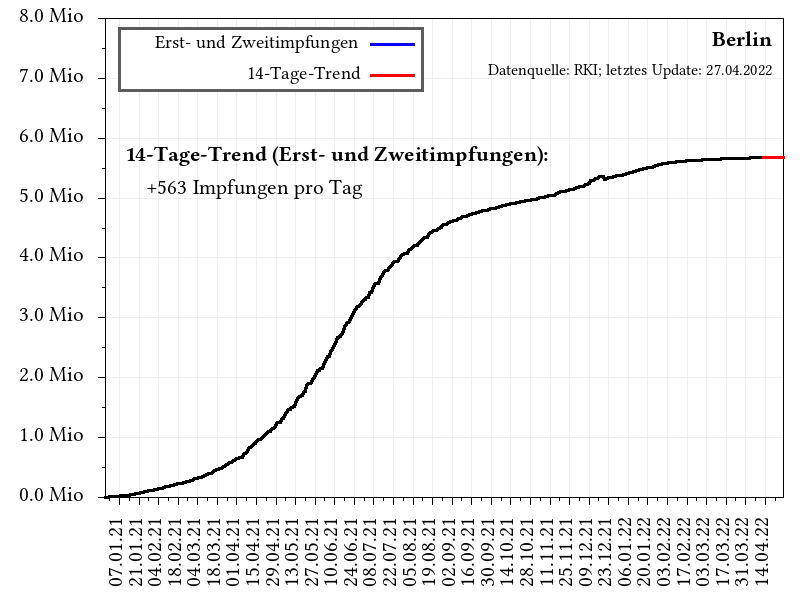 8.0 Mio
7.0 Mio
6.0 Mio
5.0 Mio
4.0 Mio
3.0 Mio
2.0 Mio
1.0 Mio
0.0 Mio
Erst- und Zweitimpfungen
14-Tage-Trend
Berlin
Datenquelle: RKI; letztes Update: 27.04.2022
14-Tage-Trend (Erst- und Zweitimpfungen):
+563 Impfungen pro Tag
07.01.21
21.01.21
04.02.21
18.02.21
04.03.21
18.03.21
01.04.21
15.04.21
29.04.21
13.05.21
27.05.21
10.06.21
24.06.21
08.07.21
22.07.21
05.08.21
19.08.21
02.09.21
16.09.21
30.09.21
14.10.21
28.10.21
11.11.21
25.11.21
09.12.21
23.12.21
06.01.22
20.01.22
03.02.22
17.02.22
03.03.22
17.03.22
31.03.22
14.04.22